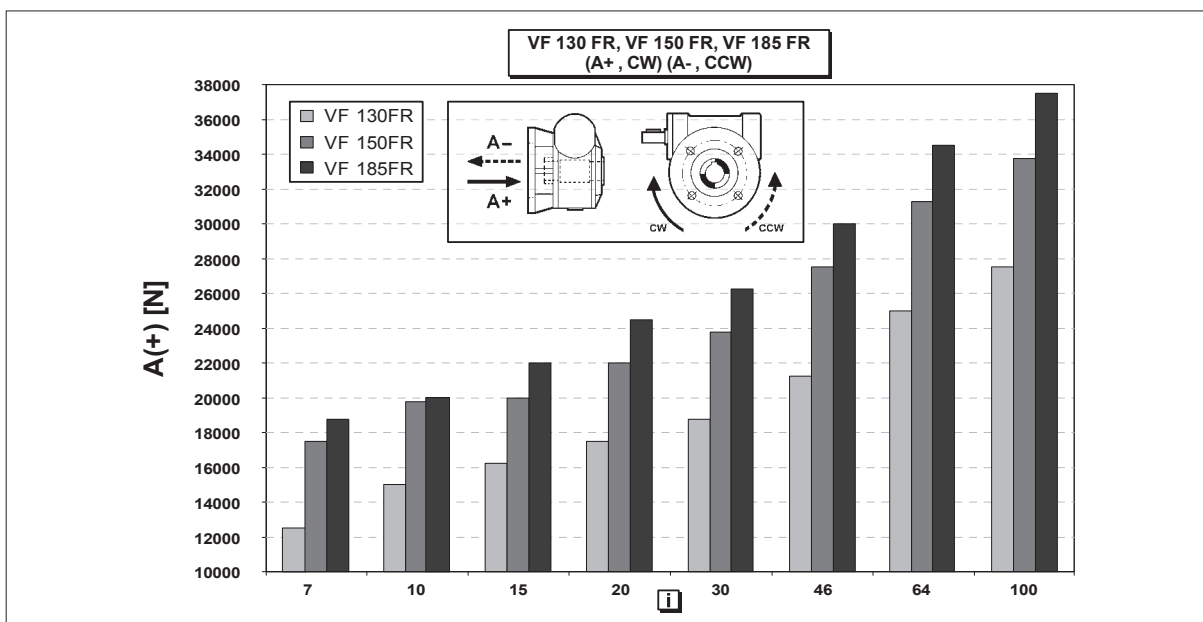 VF 130 FR, VF 150 FR, VF 185 FR
(A+ , CW) (A- , CCW)
VF 130FR
VF 150FR
VF 185FR
A-
A+
CW
CCW
A(+) [N]
38000
36000
34000
32000
30000
28000
26000
24000
22000
20000
18000
16000
14000
12000
10000
7 10 15 20 30 46 64 100
i